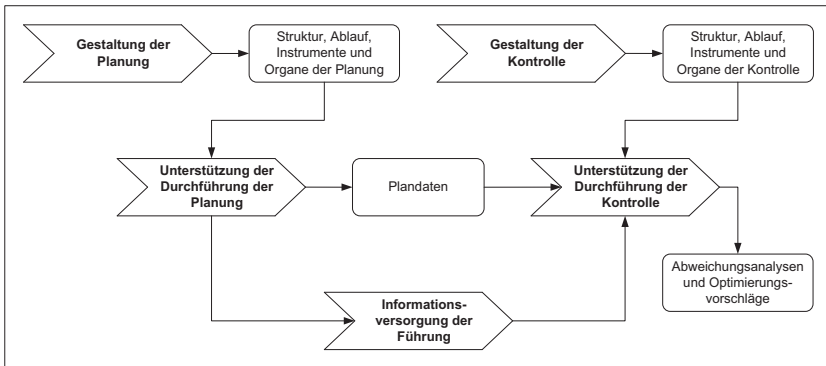 Gestaltung der
Planung
Struktur, Ablauf,
Instrumente und
Organe der Planung
Gestaltung der
Kontrolle
Struktur, Ablauf,
Instrumente und
Organe der Kontrolle
Unterstützung der
Durchführung der
Planung
Plandaten
Unterstützung der
Durchführung der
Kontrolle
Abweichungsanalysen
und Optimierungs-
vorschläge
Informations-
versorgung der
Führung